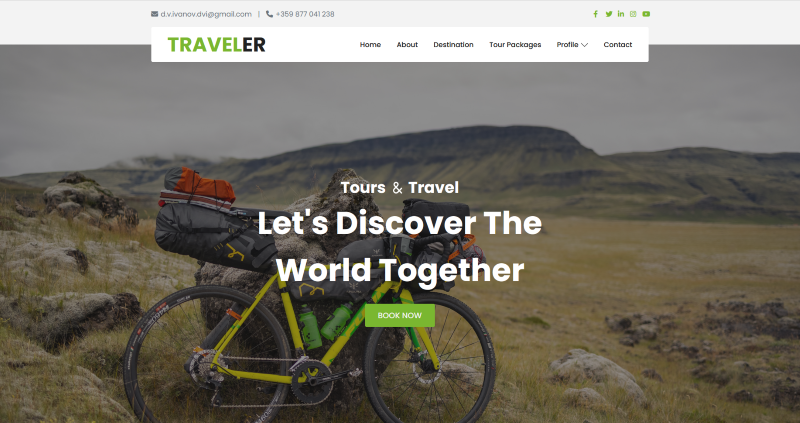 d.v.ivanov.dvi@gmail.com | +359 877 041 238
TRAVELER
Home About Destination Tour Packages Profile Contact
Tours & Travel
Let's Discover The
World Together
BOOK NOW